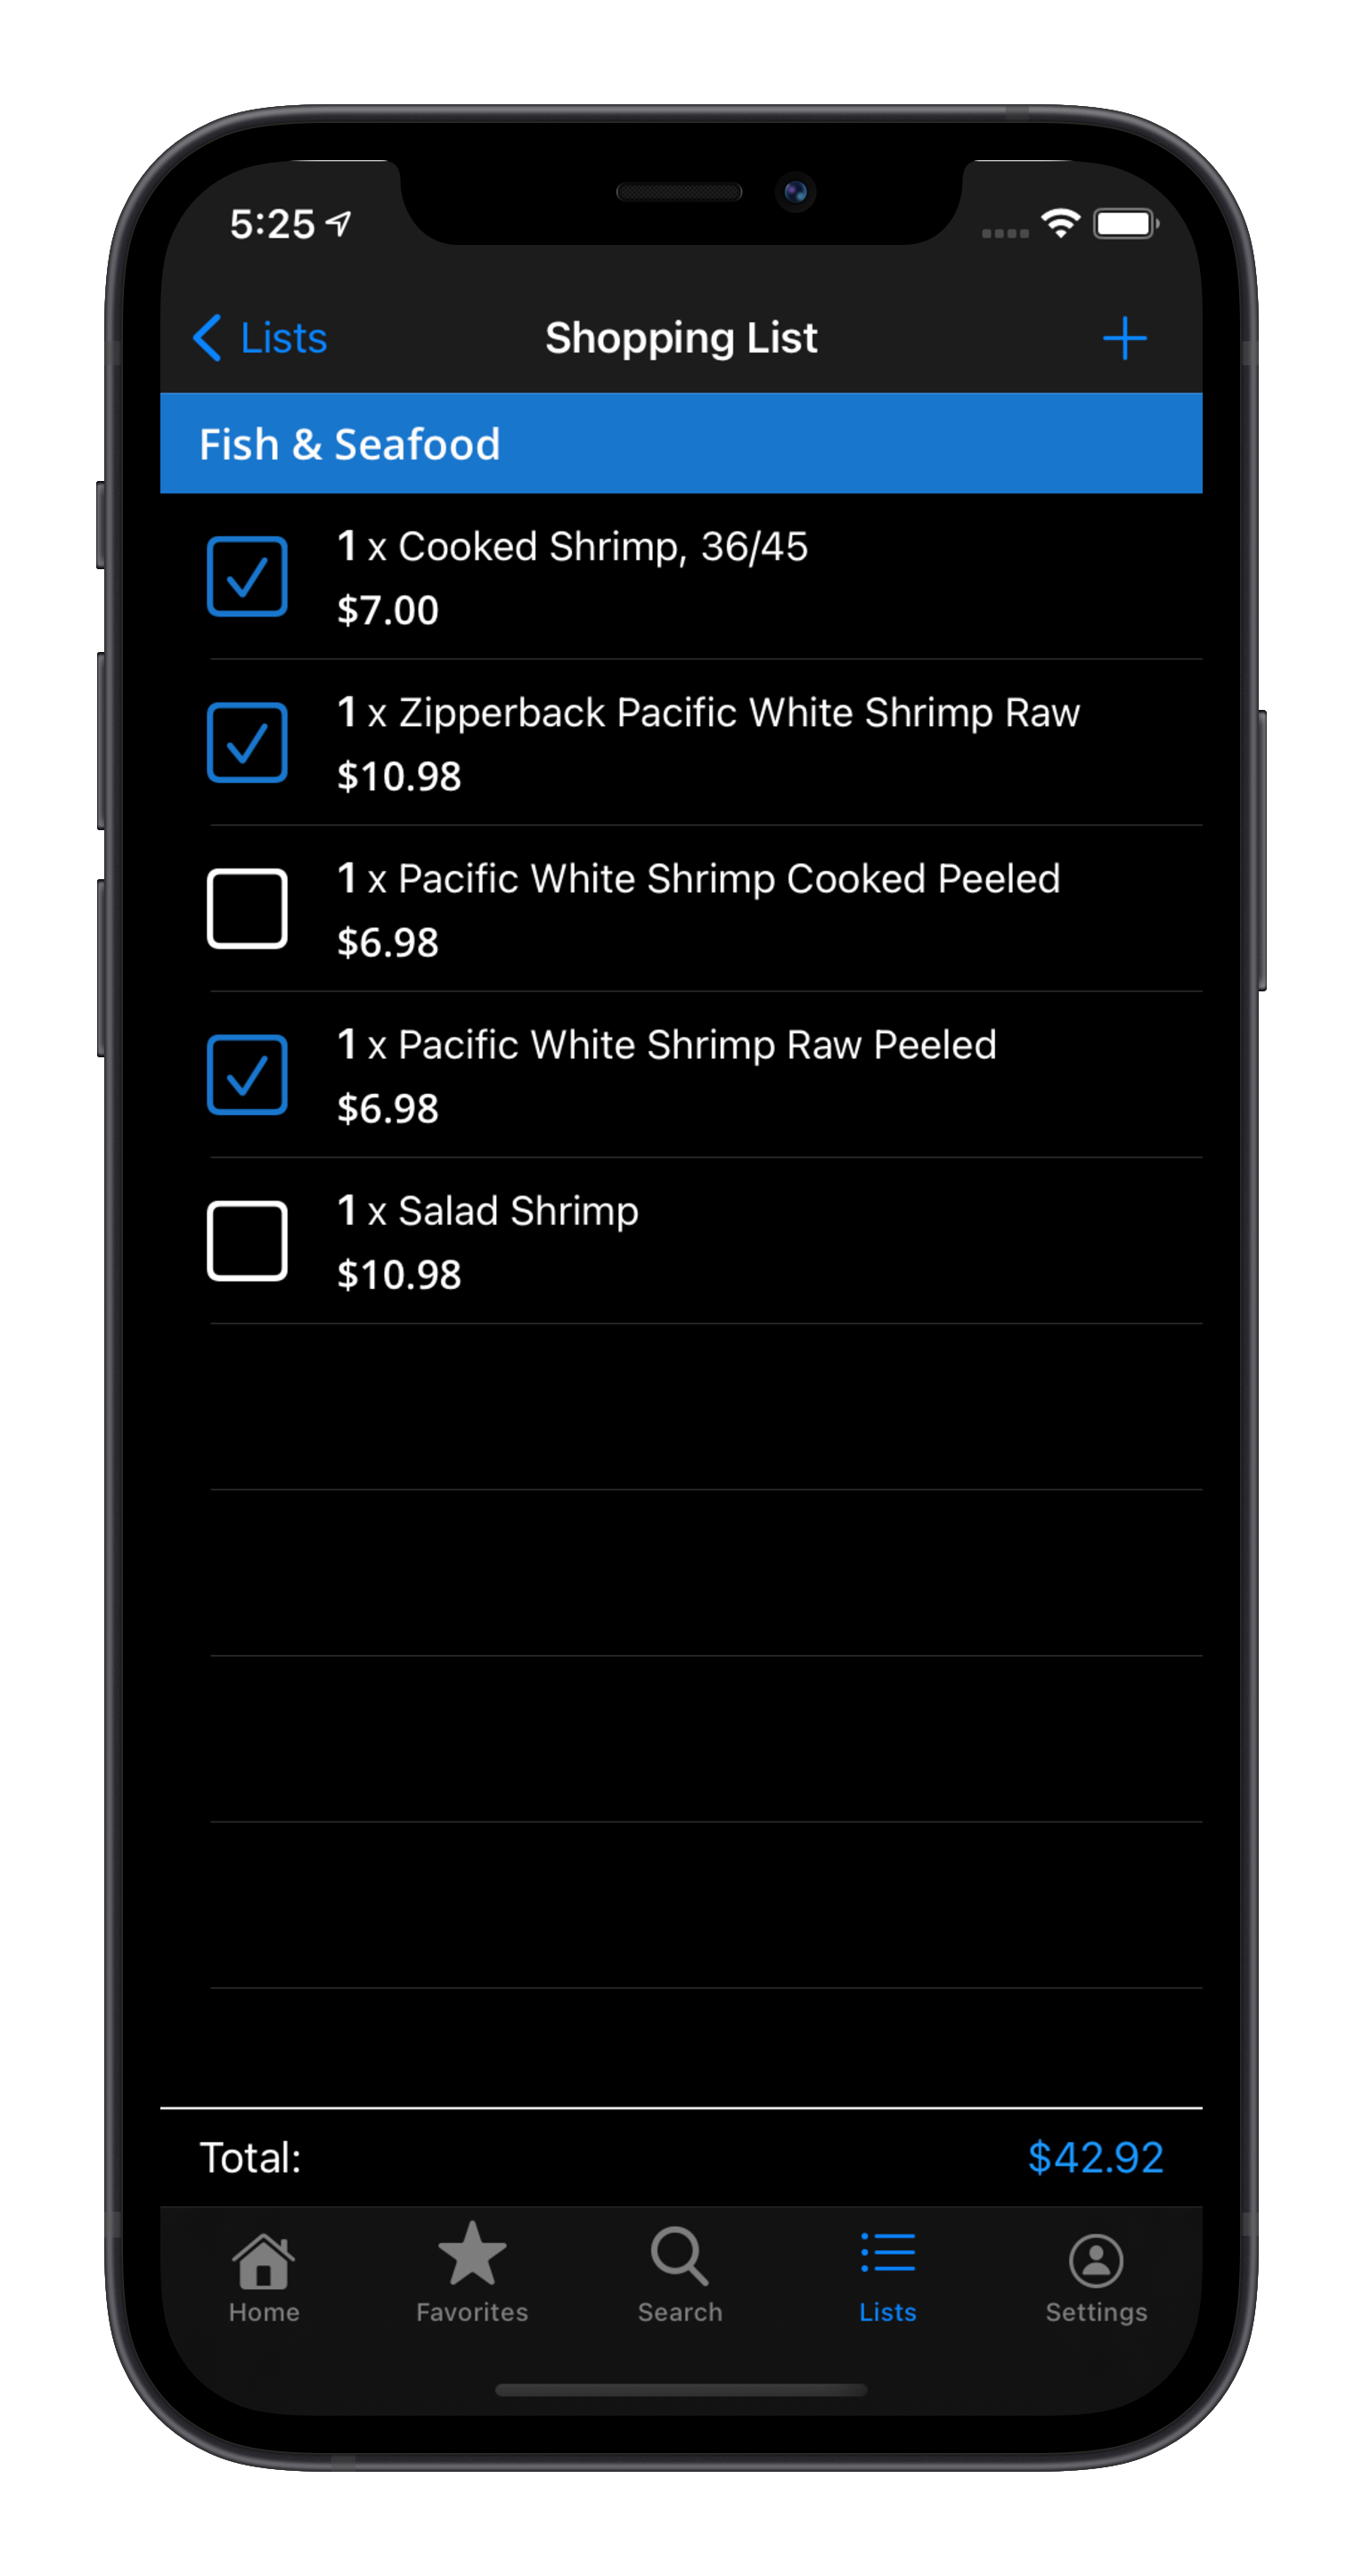 5:25
Lists
Shopping List
Fish & Seafood
1 x Cooked Shrimp, 36/45
$7.00
1 x Zipperback Pacific White Shrimp Raw
$10.98
1 x Pacific White Shrimp Cooked Peeled
$6.98
1 x Pacific White Shrimp Raw Peeled
$6.98
1 x Salad Shrimp
$10.98
Total: $42.92
Home Favorites Search Lists Settings